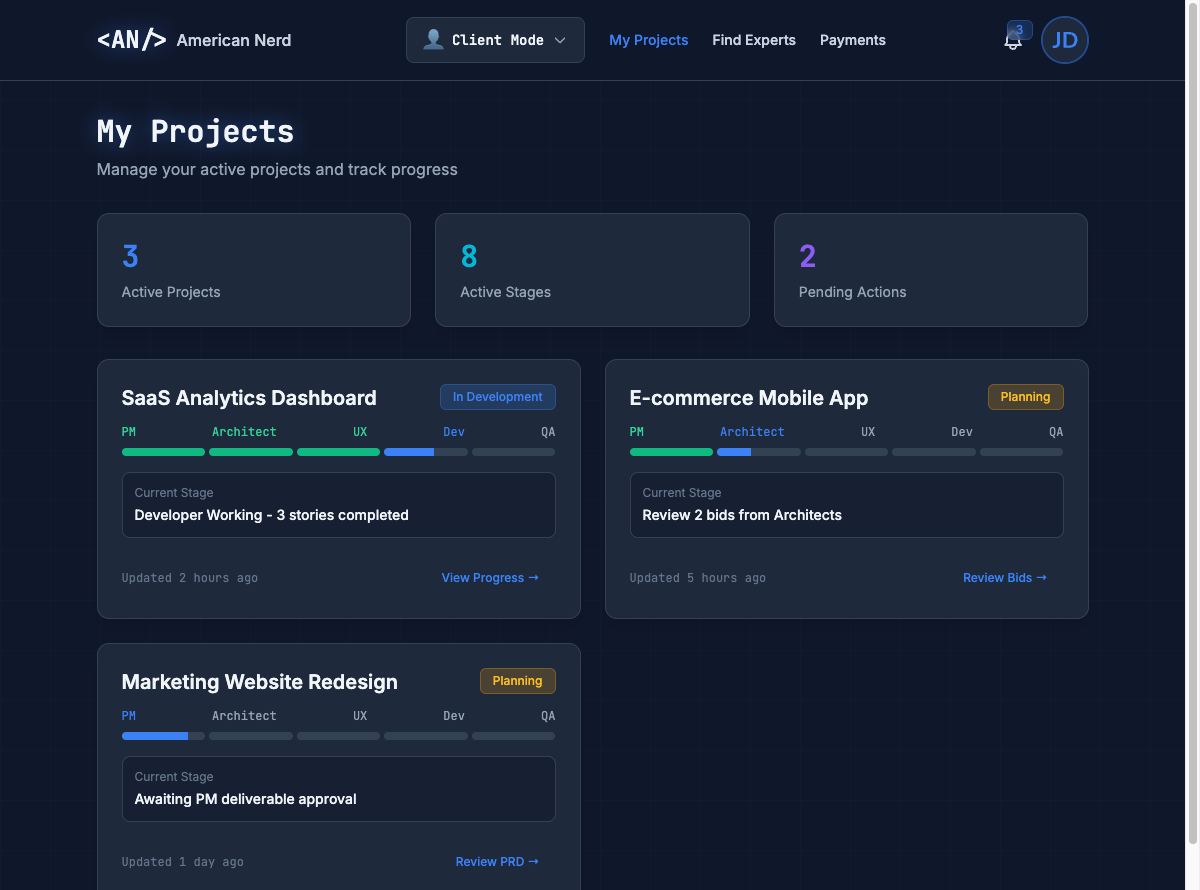 <AN/> American Nerd
Client Mode
My Projects
Find Experts
Payments
3
JD
My Projects
Manage your active projects and track progress
3
Active Projects
8
Active Stages
2
Pending Actions
SaaS Analytics Dashboard
In Development
PM Architect UX Dev QA
Current Stage
Developer Working - 3 stories completed
Updated 2 hours ago
View Progress →
E-commerce Mobile App
Planning
PM Architect UX Dev QA
Current Stage
Review 2 bids from Architects
Updated 5 hours ago
Review Bids →
Marketing Website Redesign
Planning
PM Architect UX Dev QA
Current Stage
Awaiting PM deliverable approval
Updated 1 day ago
Review PRD →